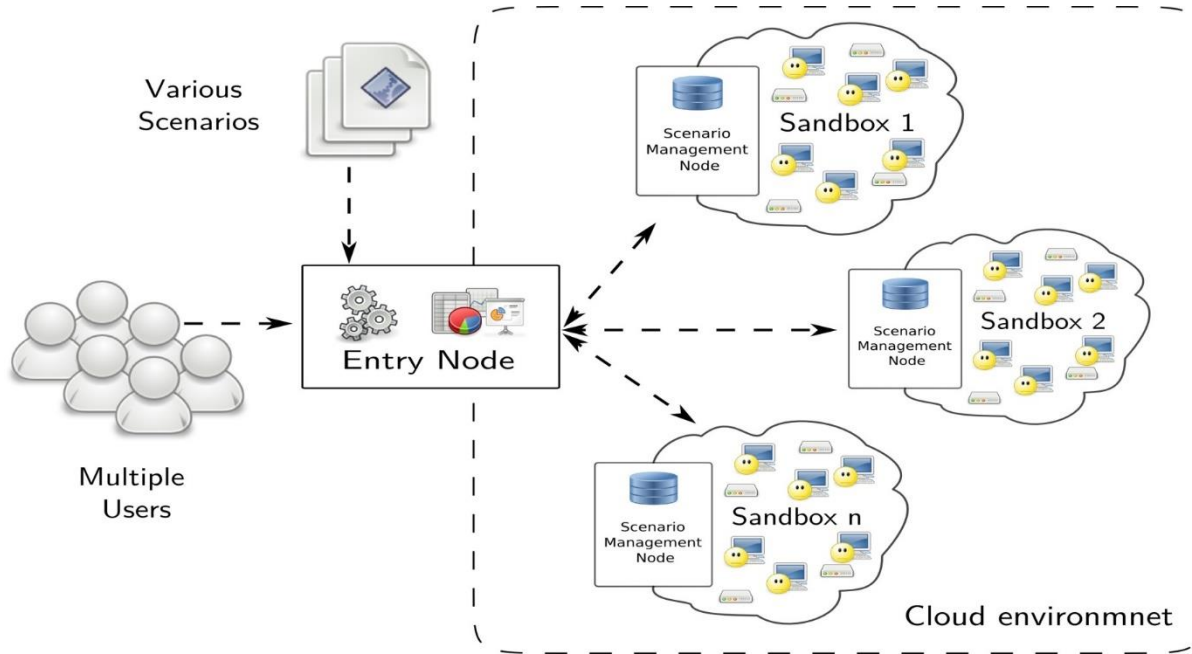 Various
Scenarios
Multiple
Users
Entry Node
Scenario
Management
Node
Sandbox 1
Scenario
Management
Node
Sandbox 2
Scenario
Management
Node
Sandbox n
Cloud environmnet